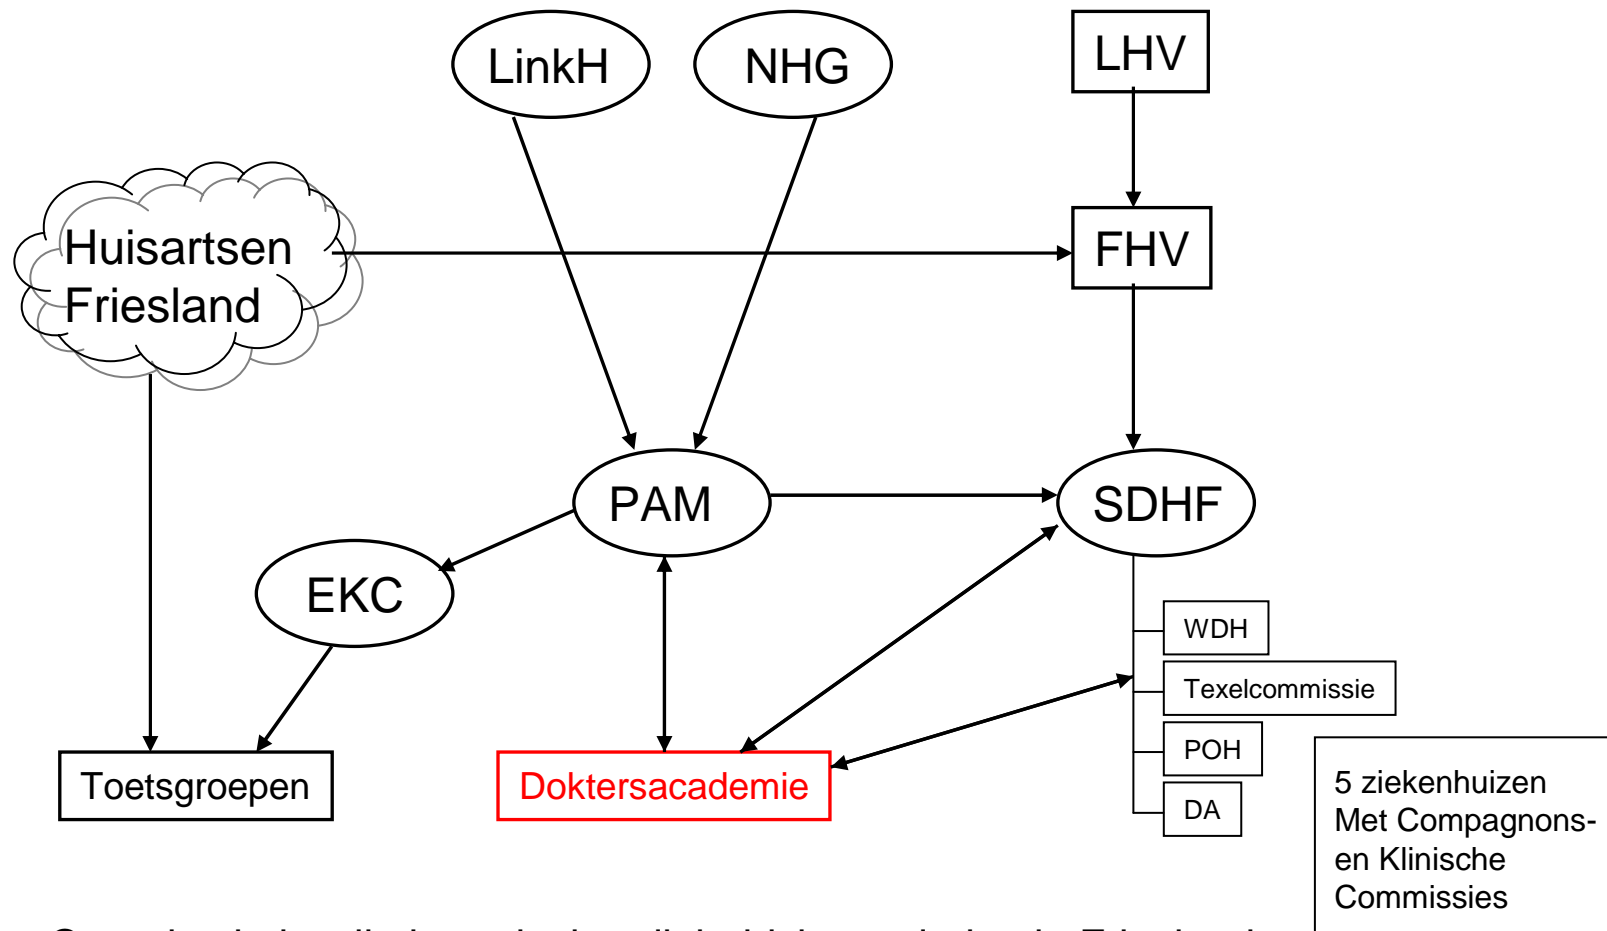 LinkH
NHG
LHV
Huisartsen
Friesland
FHV
PAM
SDHF
EKC
WDH
Texelcommissie
POH
DA
Toetsgroepen
Doktersacademie
5 ziekenhuizen
Met Compagnons-
en Klinische
Commissies